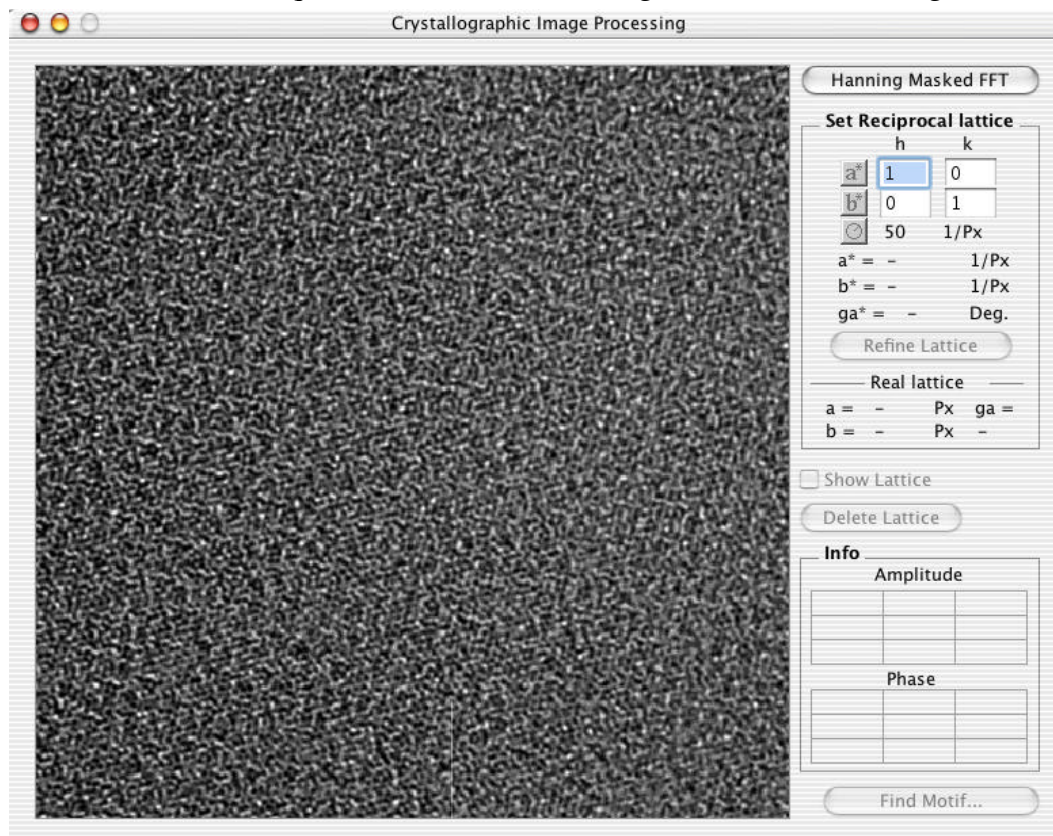 Crystallographic Image Processing
Hanning Masked FFT
Set Reciprocal lattice
h k
a* 1 0
b* 0 1
50 1/Px
a* = - 1/Px
b* = - 1/Px
ga* = - Deg.
Refine Lattice
Real lattice
a = - Px ga =
b = - Px -
Show Lattice
Delete Lattice
Info
Amplitude
Phase
Find Motif...